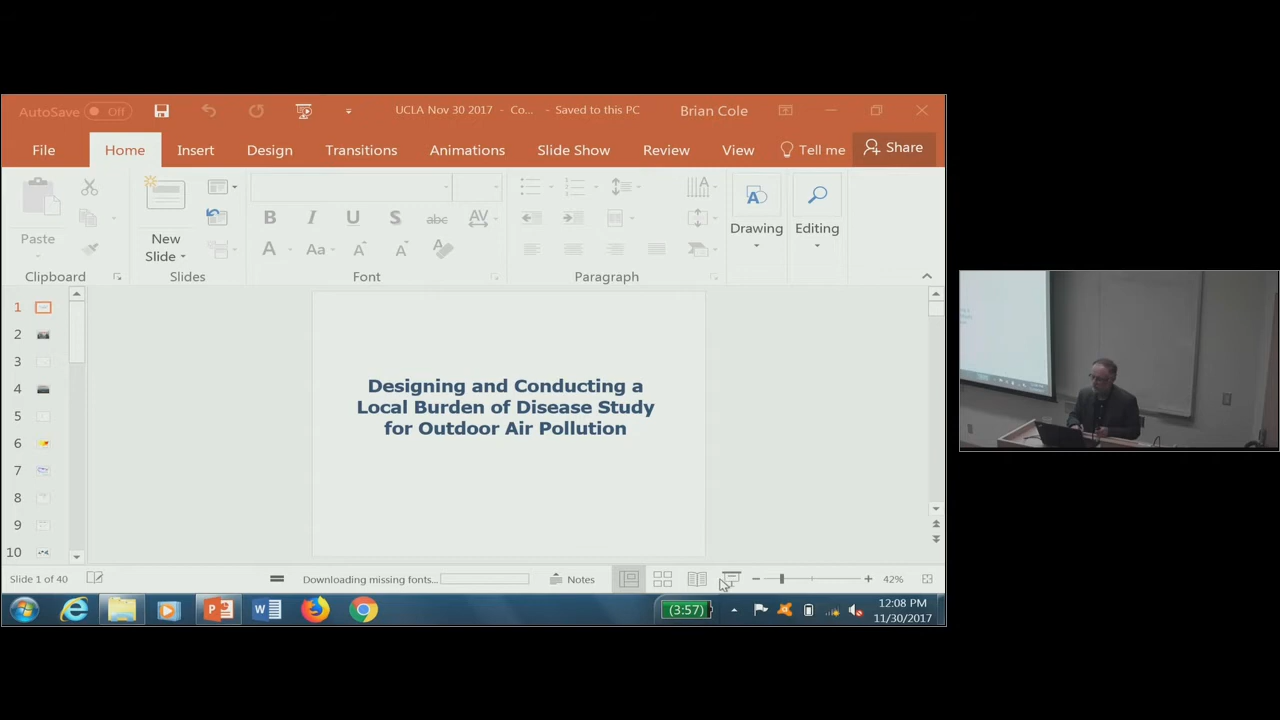 AutoSave Off
UCLA Nov 30 2017 - Co... - Saved to this PC
Brian Cole
File Home Insert Design Transitions Animations Slide Show Review View Tell me Share
Paste
New
Slide
B I U S abc AV
A Aa A A A
Drawing
Editing
Clipboard Slides Font Paragraph
1
2
3
4
5
6
7
8
9
10
Designing and Conducting a
Local Burden of Disease Study
for Outdoor Air Pollution
Slide 1 of 40 Downloading missing fonts... Notes 42%
(3:57)
12:08 PM
11/30/2017